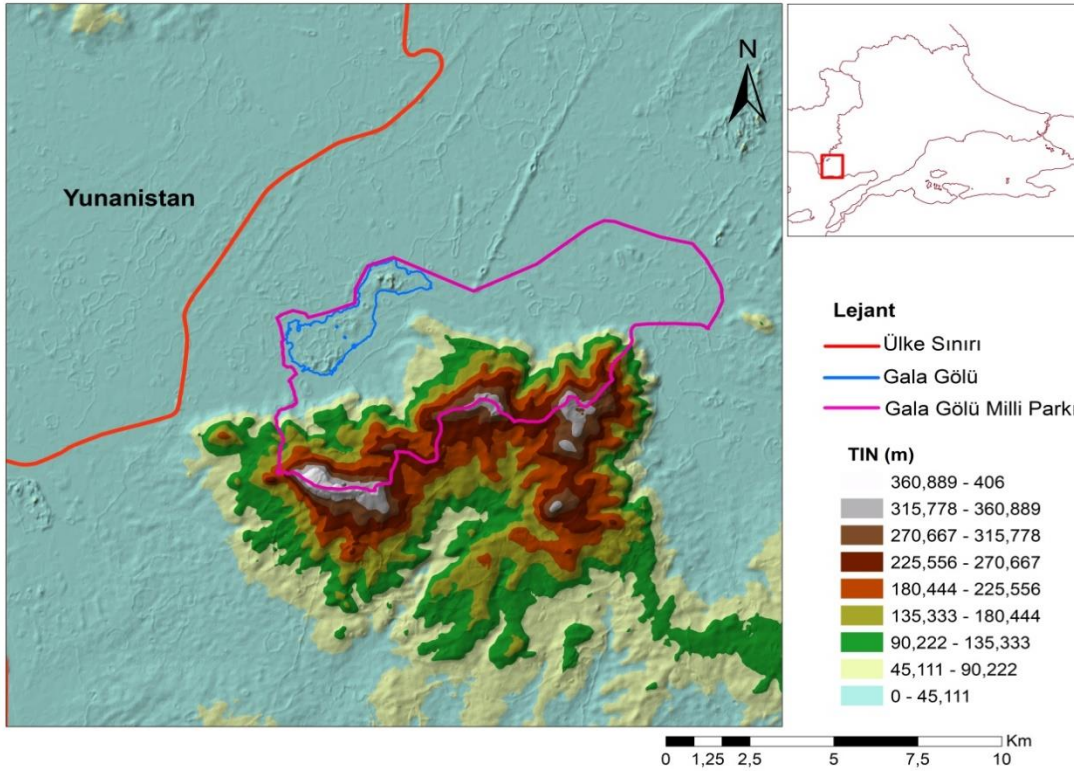 N
Yunanistan
Lejant
Ülke Sınırı
Gala Gölü
Gala Gölü Milli Parkı
TIN (m)
360,889 - 406
315,778 - 360,889
270,667 - 315,778
225,556 - 270,667
180,444 - 225,556
135,333 - 180,444
90,222 - 135,333
45,111 - 90,222
0 - 45,111
Km
0 1,25 2,5 5 7,5 10